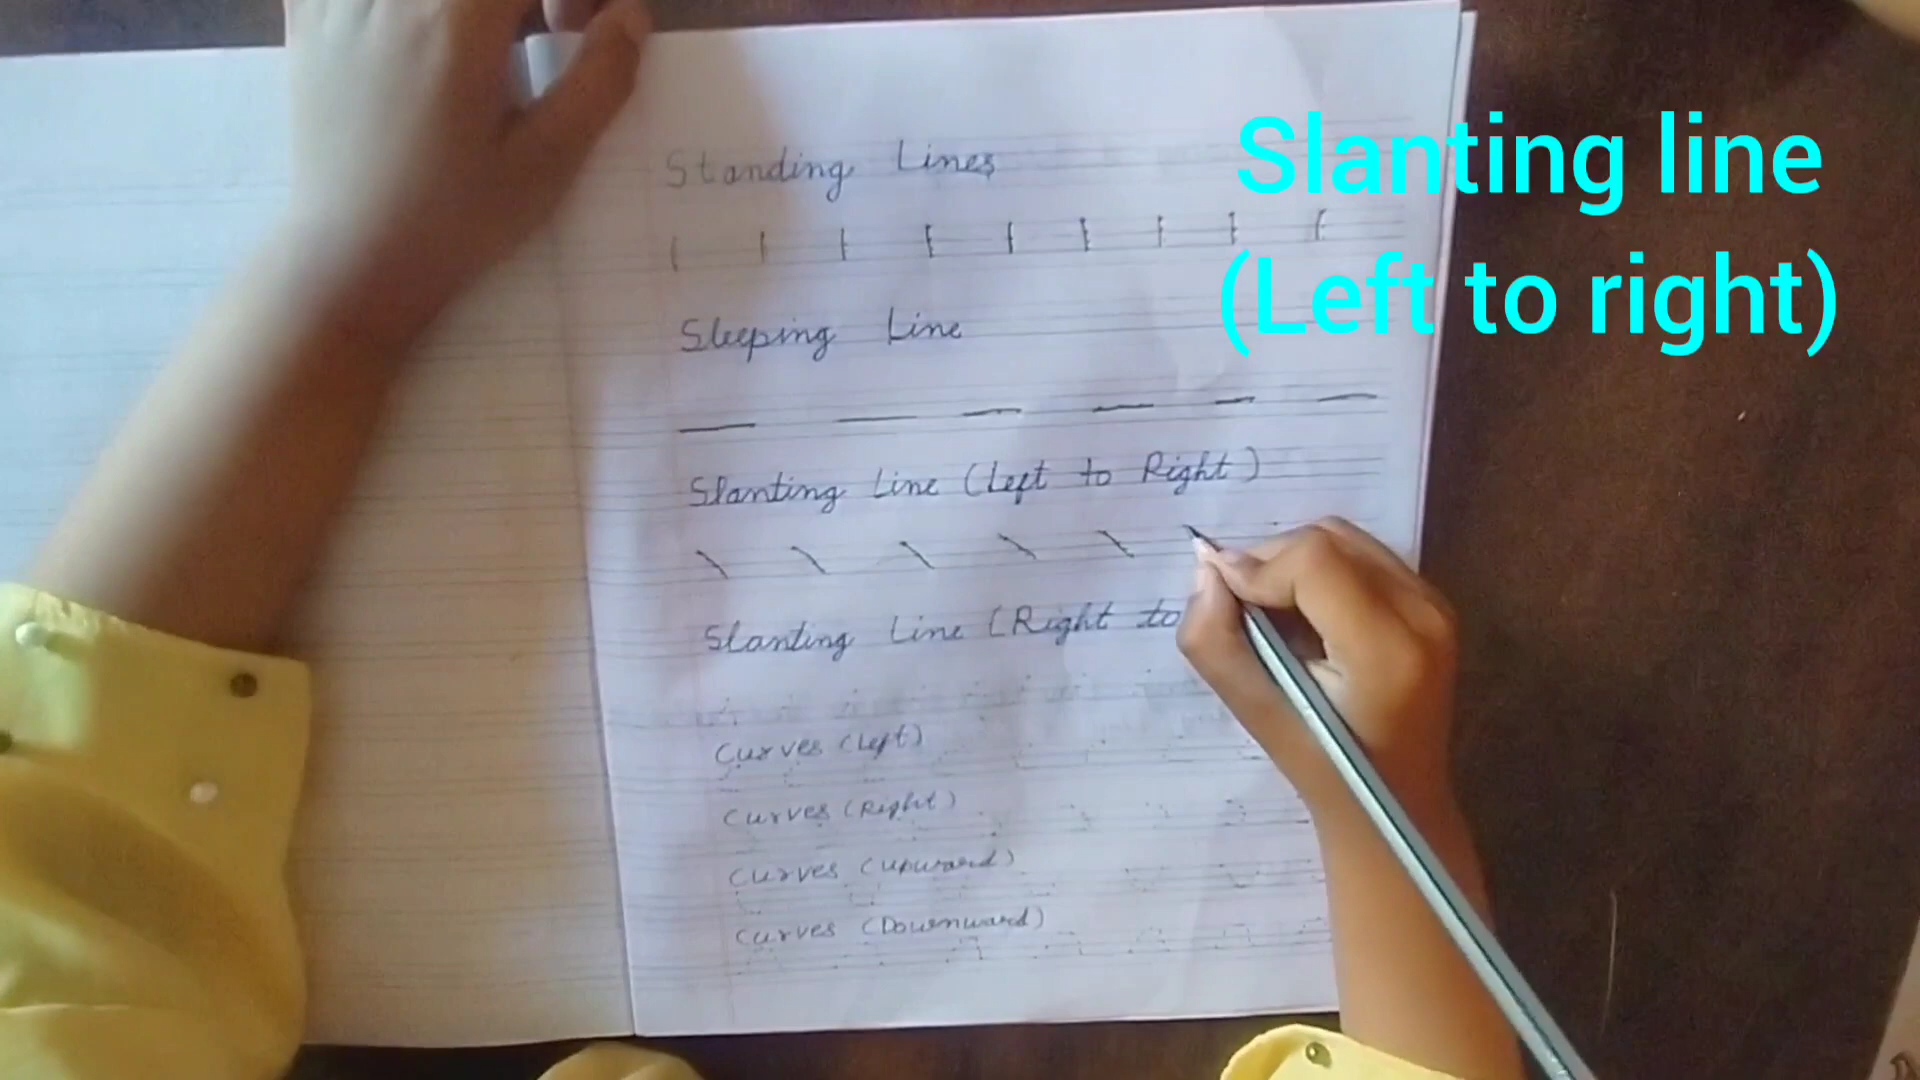 Slanting line
(Left to right)
Standing Lines
Sleeping Line
Slanting Line (Left to Right)
Slanting Line (Right to
Curves (Left)
Curves (Right)
Curves (Upward)
Curves (Downward)